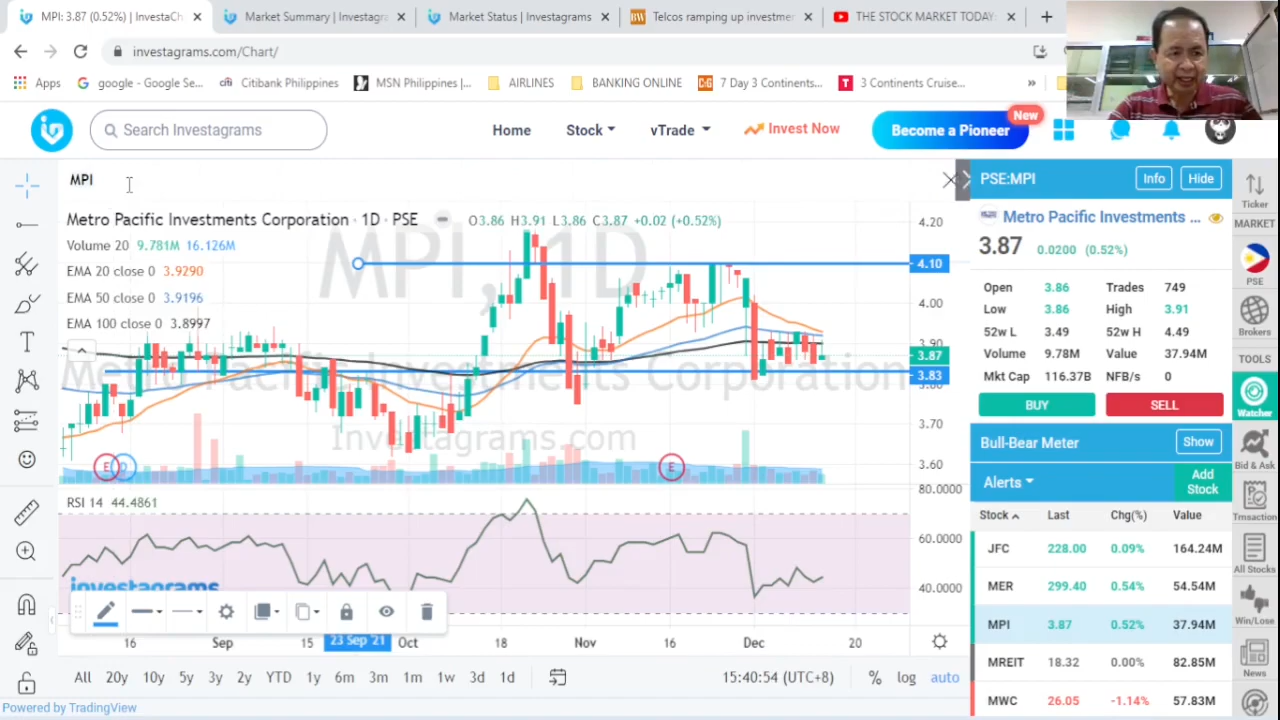 MPI: 3.87 (0.52%) | InvestaCh
Market Summary | Investagra
Market Status | Investagrams
Telcos ramping up investmer
THE STOCK MARKET TODAY
investagrams.com/Chart/
Apps
google - Google Se...
Citibank Philippines
MSN Philippines |...
AIRLINES
BANKING ONLINE
7 Day 3 Continents...
3 Continents Cruise...
»
Search Investagrams
Home
Stock
vTrade
Invest Now
Become a Pioneer
New
MPI
PSE:MPI
Info
Hide
Metro Pacific Investments Corporation · 1D · PSE
O3.86 H3.91 L3.86 C3.87 +0.02 (+0.52%)
Volume 20 9.781M 16.126M
EMA 20 close 0 3.9290
EMA 50 close 0 3.9196
EMA 100 close 0 3.8997
MPI, 1D
Metro Pacific Investments Corporation
Investagrams.com
4.20
4.10
4.00
3.90
3.87
3.83
3.80
3.70
3.60
E
E
RSI 14 44.4861
80.0000
60.0000
40.0000
investagrams
16
Sep
15
23 Sep '21
Oct
18
Nov
16
Dec
20
All
20y
10y
5y
3y
2y
YTD
1y
6m
3m
1m
1w
3d
1d
15:40:54 (UTC+8)
%
log
auto
Powered by TradingView
Metro Pacific Investments ...
3.87 0.0200 (0.52%)
Open 3.86 Trades 749
Low 3.86 High 3.91
52w L 3.49 52w H 4.49
Volume 9.78M Value 37.94M
Mkt Cap 116.37B NFB/s 0
BUY
SELL
Bull-Bear Meter
Show
Alerts
Add
Stock
Stock Last Chg(%) Value
JFC 228.00 0.09% 164.24M
MER 299.40 0.54% 54.54M
MPI 3.87 0.52% 37.94M
MREIT 18.32 0.00% 82.85M
MWC 26.05 -1.14% 57.83M
Ticker
MARKET
PSE
Brokers
TOOLS
Watcher
Bid & Ask
Trnsaction
All Stocks
Win/Lose
News